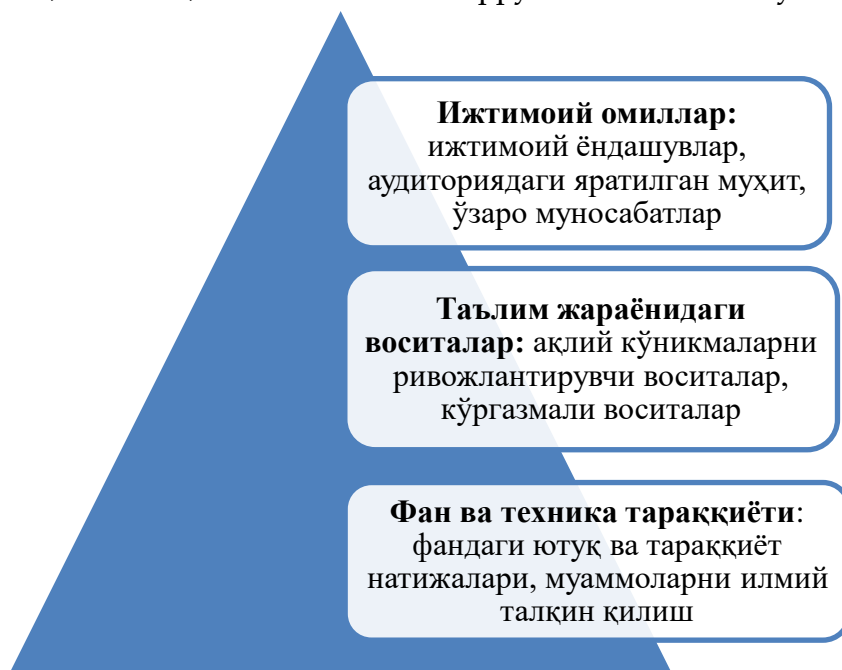 Ижтимоий омиллар:
ижтимоий ёндашувлар,
аудиториядаги яратилган муҳит,
ўзаро муносабатлар
Таълим жараёнидаги
воситалар: ақлий кўникмаларни
ривожлантирувчи воситалар,
кўргазмали воситалар
Фан ва техника тараққиёти:
фандаги ютуқ ва тараққиёт
натижалари, муаммоларни илмий
талқин қилиш